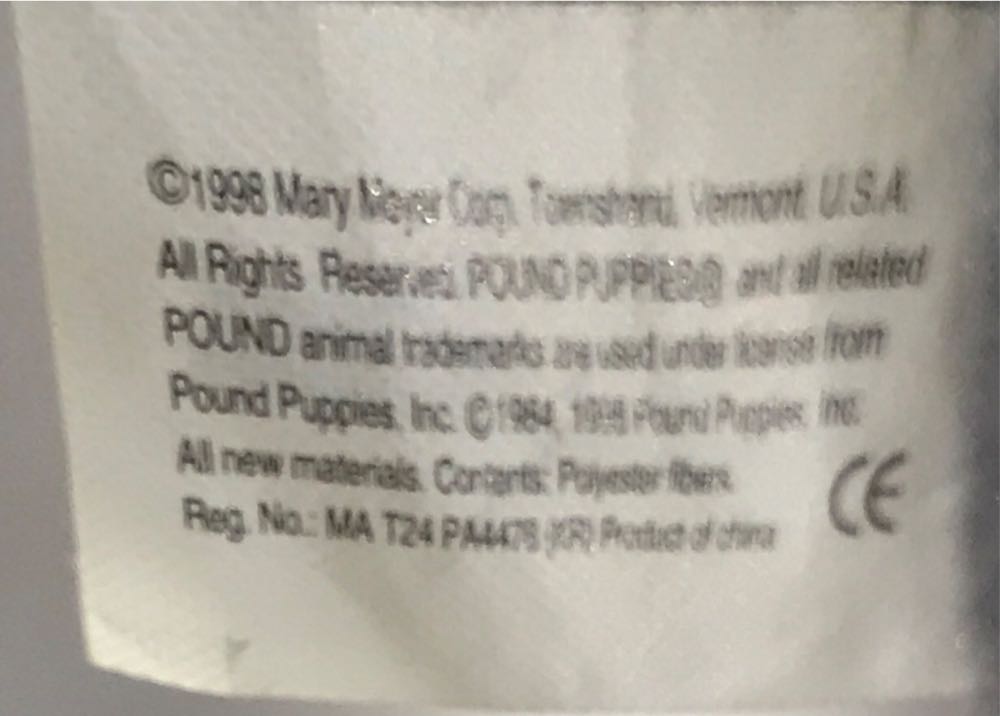 ©1998 Mary Meyer Corp. Townshend, Vermont. U.S.A.
All Rights Reserved. POUND PUPPIES® and all related
POUND animal trademarks are used under license from
Pound Puppies, Inc. ©1984, 1998 Pound Puppies, Inc.
All new materials. Contents: Polyester fibers.
Reg. No.: MA T24 PA4478 (KR) Product of china
CE